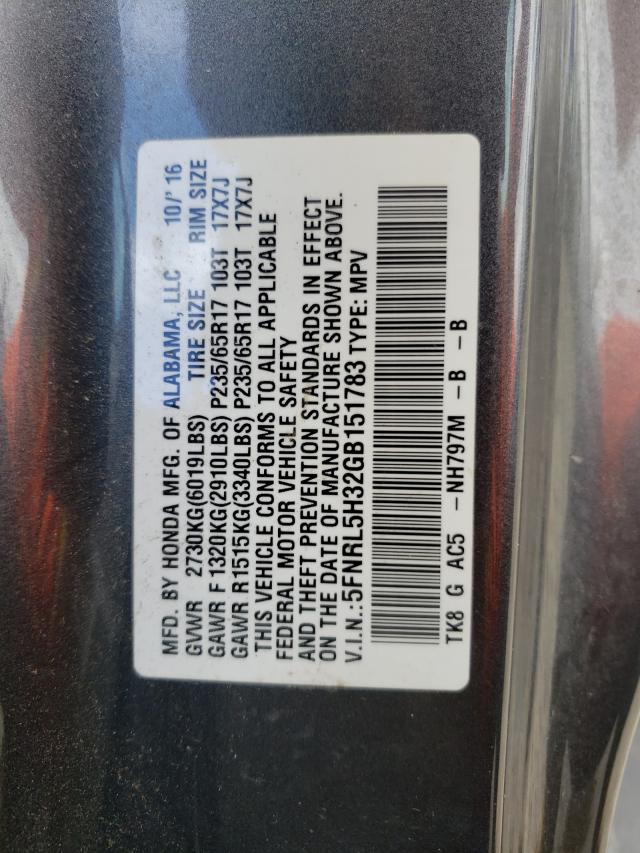 MFD. BY HONDA MFG. OF ALABAMA, LLC 10/'16
GVWR 2730KG(6019LBS) TIRE SIZE RIM SIZE
GAWR F 1320KG(2910LBS) P235/65R17 103T 17X7J
GAWR R1515KG(3340LBS) P235/65R17 103T 17X7J
THIS VEHICLE CONFORMS TO ALL APPLICABLE
FEDERAL MOTOR VEHICLE SAFETY
AND THEFT PREVENTION STANDARDS IN EFFECT
ON THE DATE OF MANUFACTURE SHOWN ABOVE.
V.I.N.:5FNRL5H32GB151783 TYPE: MPV
TK8 G AC5 -NH797M -B -B